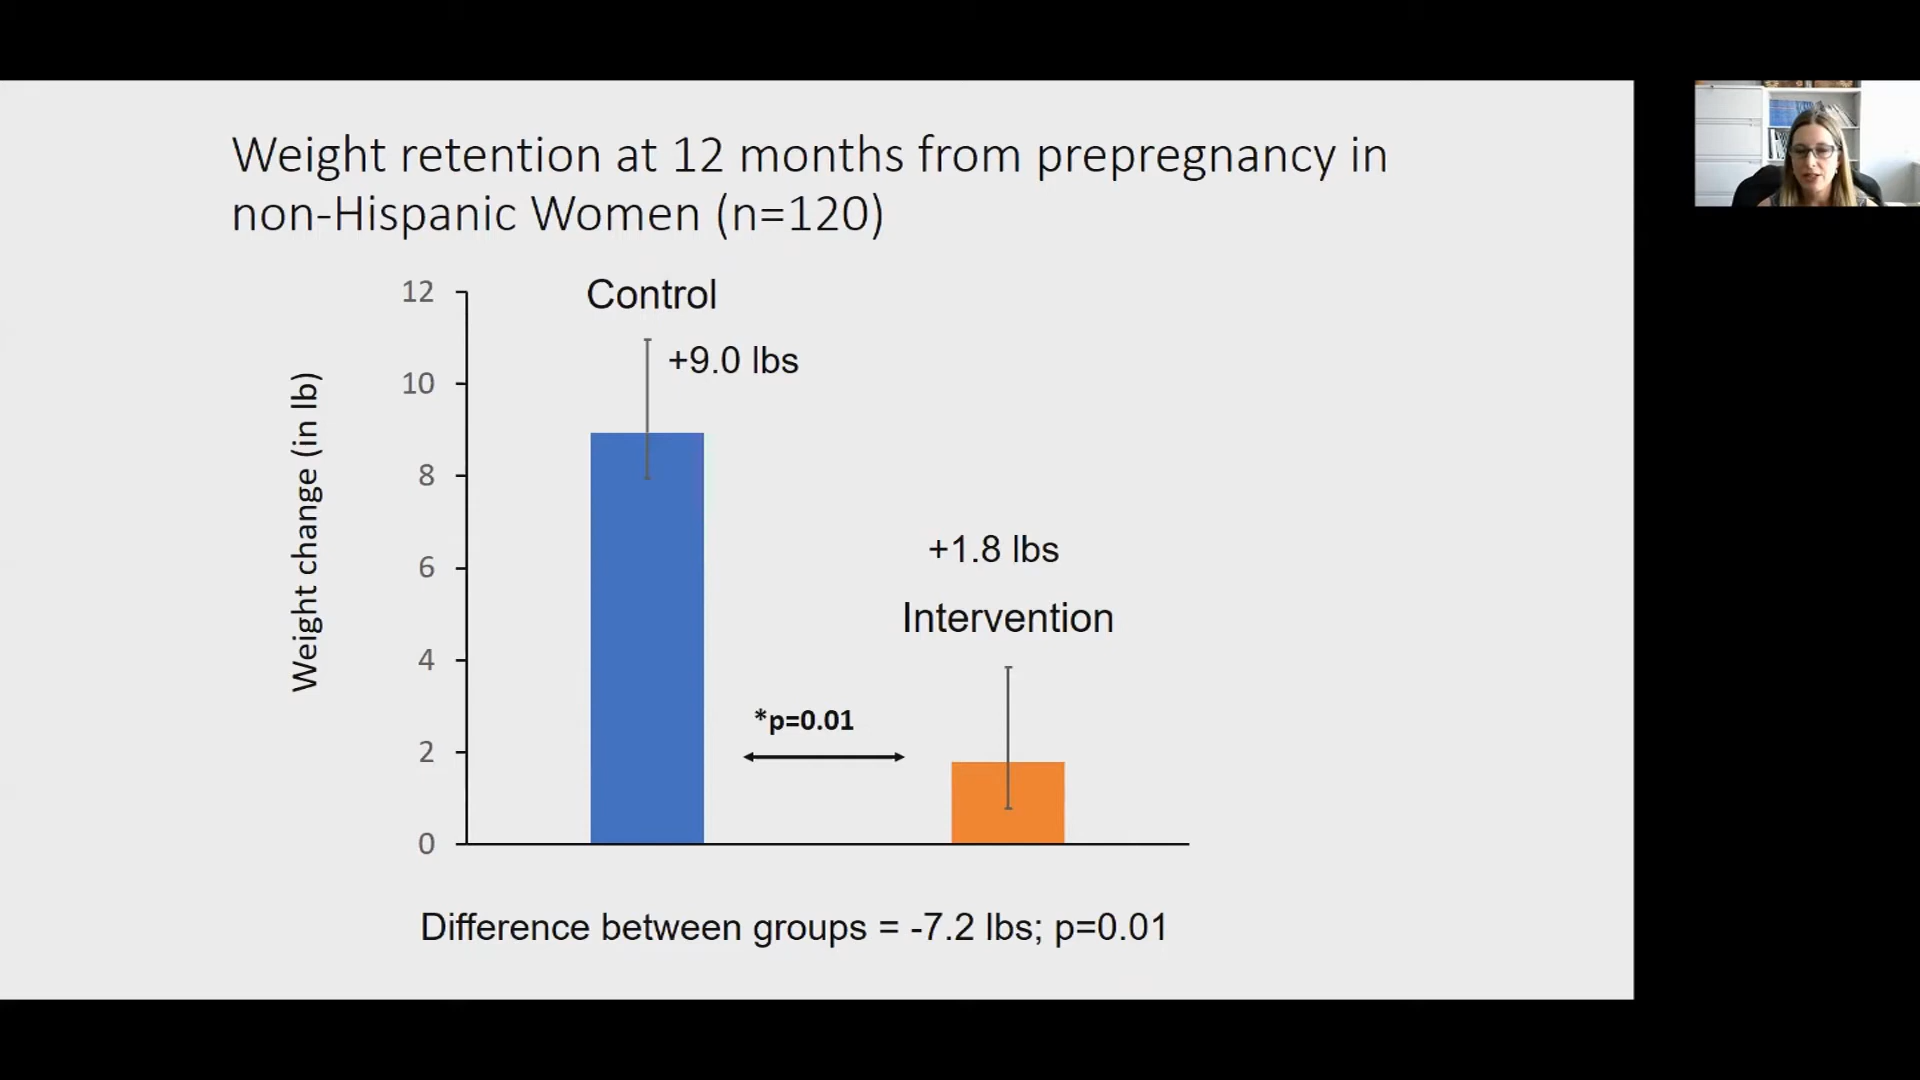 Weight retention at 12 months from prepregnancy in
non-Hispanic Women (n=120)
Control
+9.0 lbs
12
10
8
6
4
2
0
Weight change (in lb)
+1.8 lbs
Intervention
*p=0.01
Difference between groups = -7.2 lbs; p=0.01